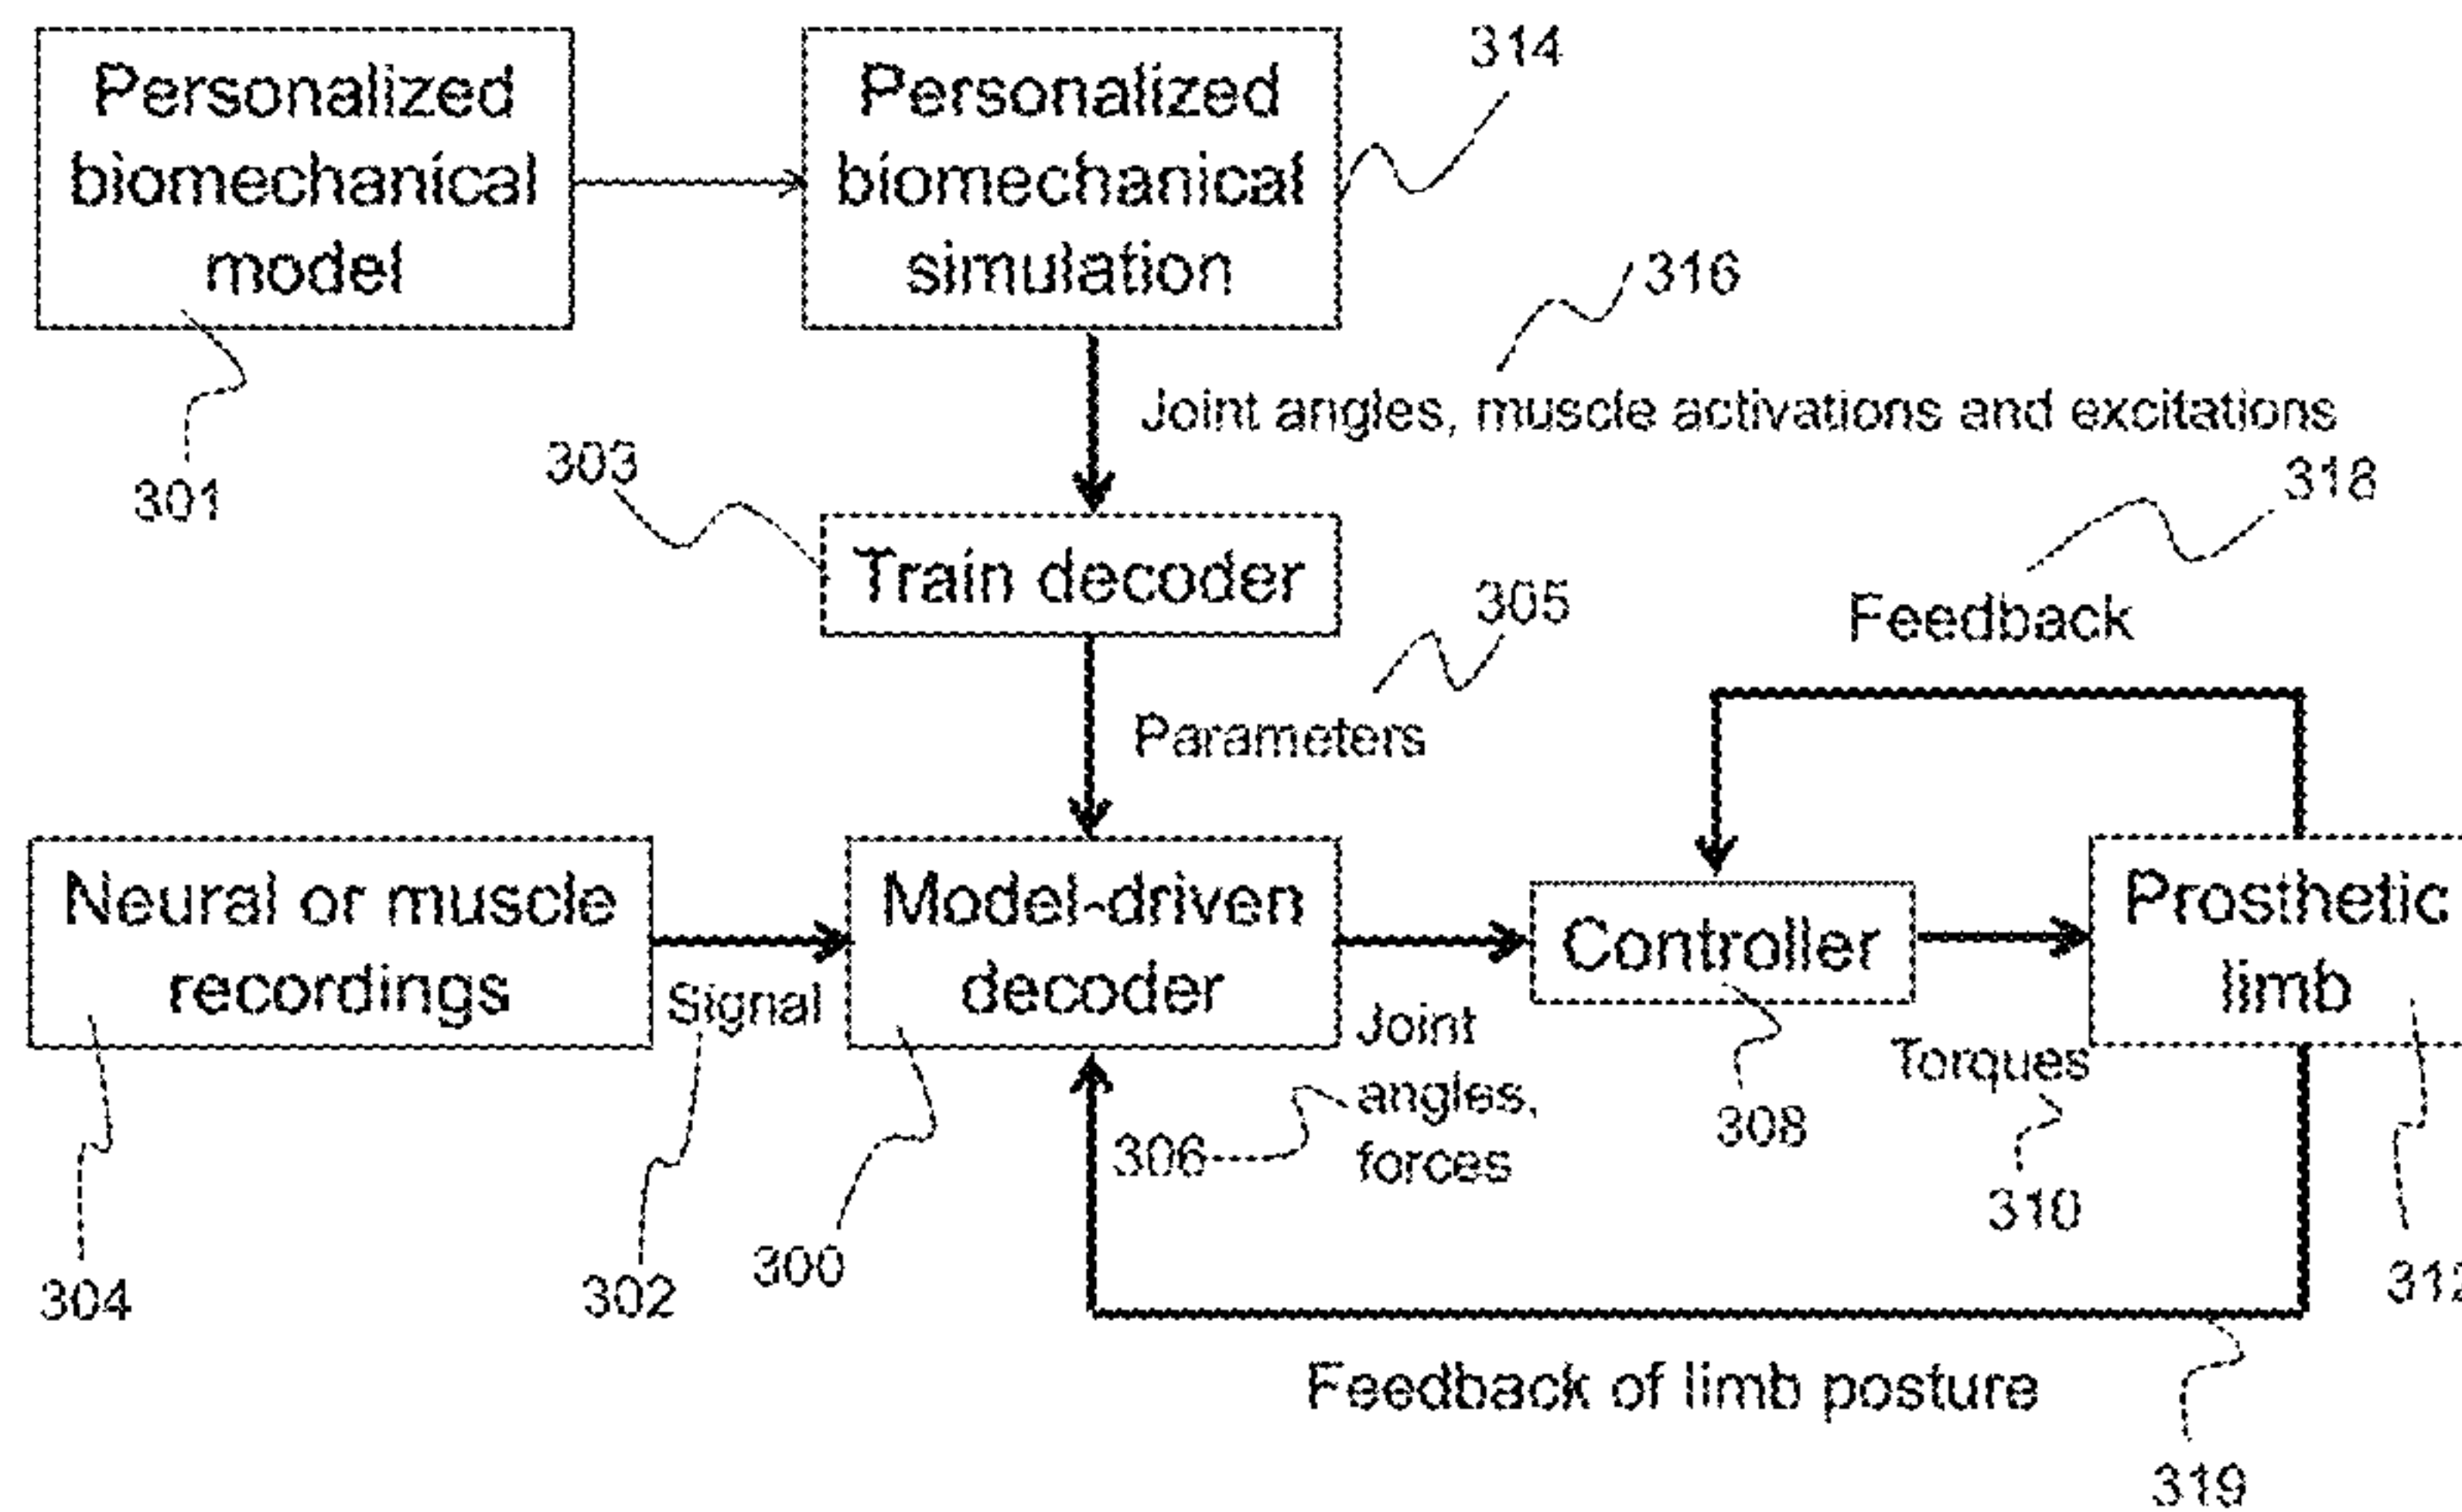 Personalized
biomechanical
model
Personalized
biomechanical
simulation
314
316
Joint angles, muscle activations and excitations
301
303
318
Train decoder
305
Feedback
Parameters
Neural or muscle
recordings
Signal
Model-driven
decoder
Joint
angles,
forces
Controller
Torques
Prosthetic
limb
306
308
310
304
302
300
312
Feedback of limb posture
319